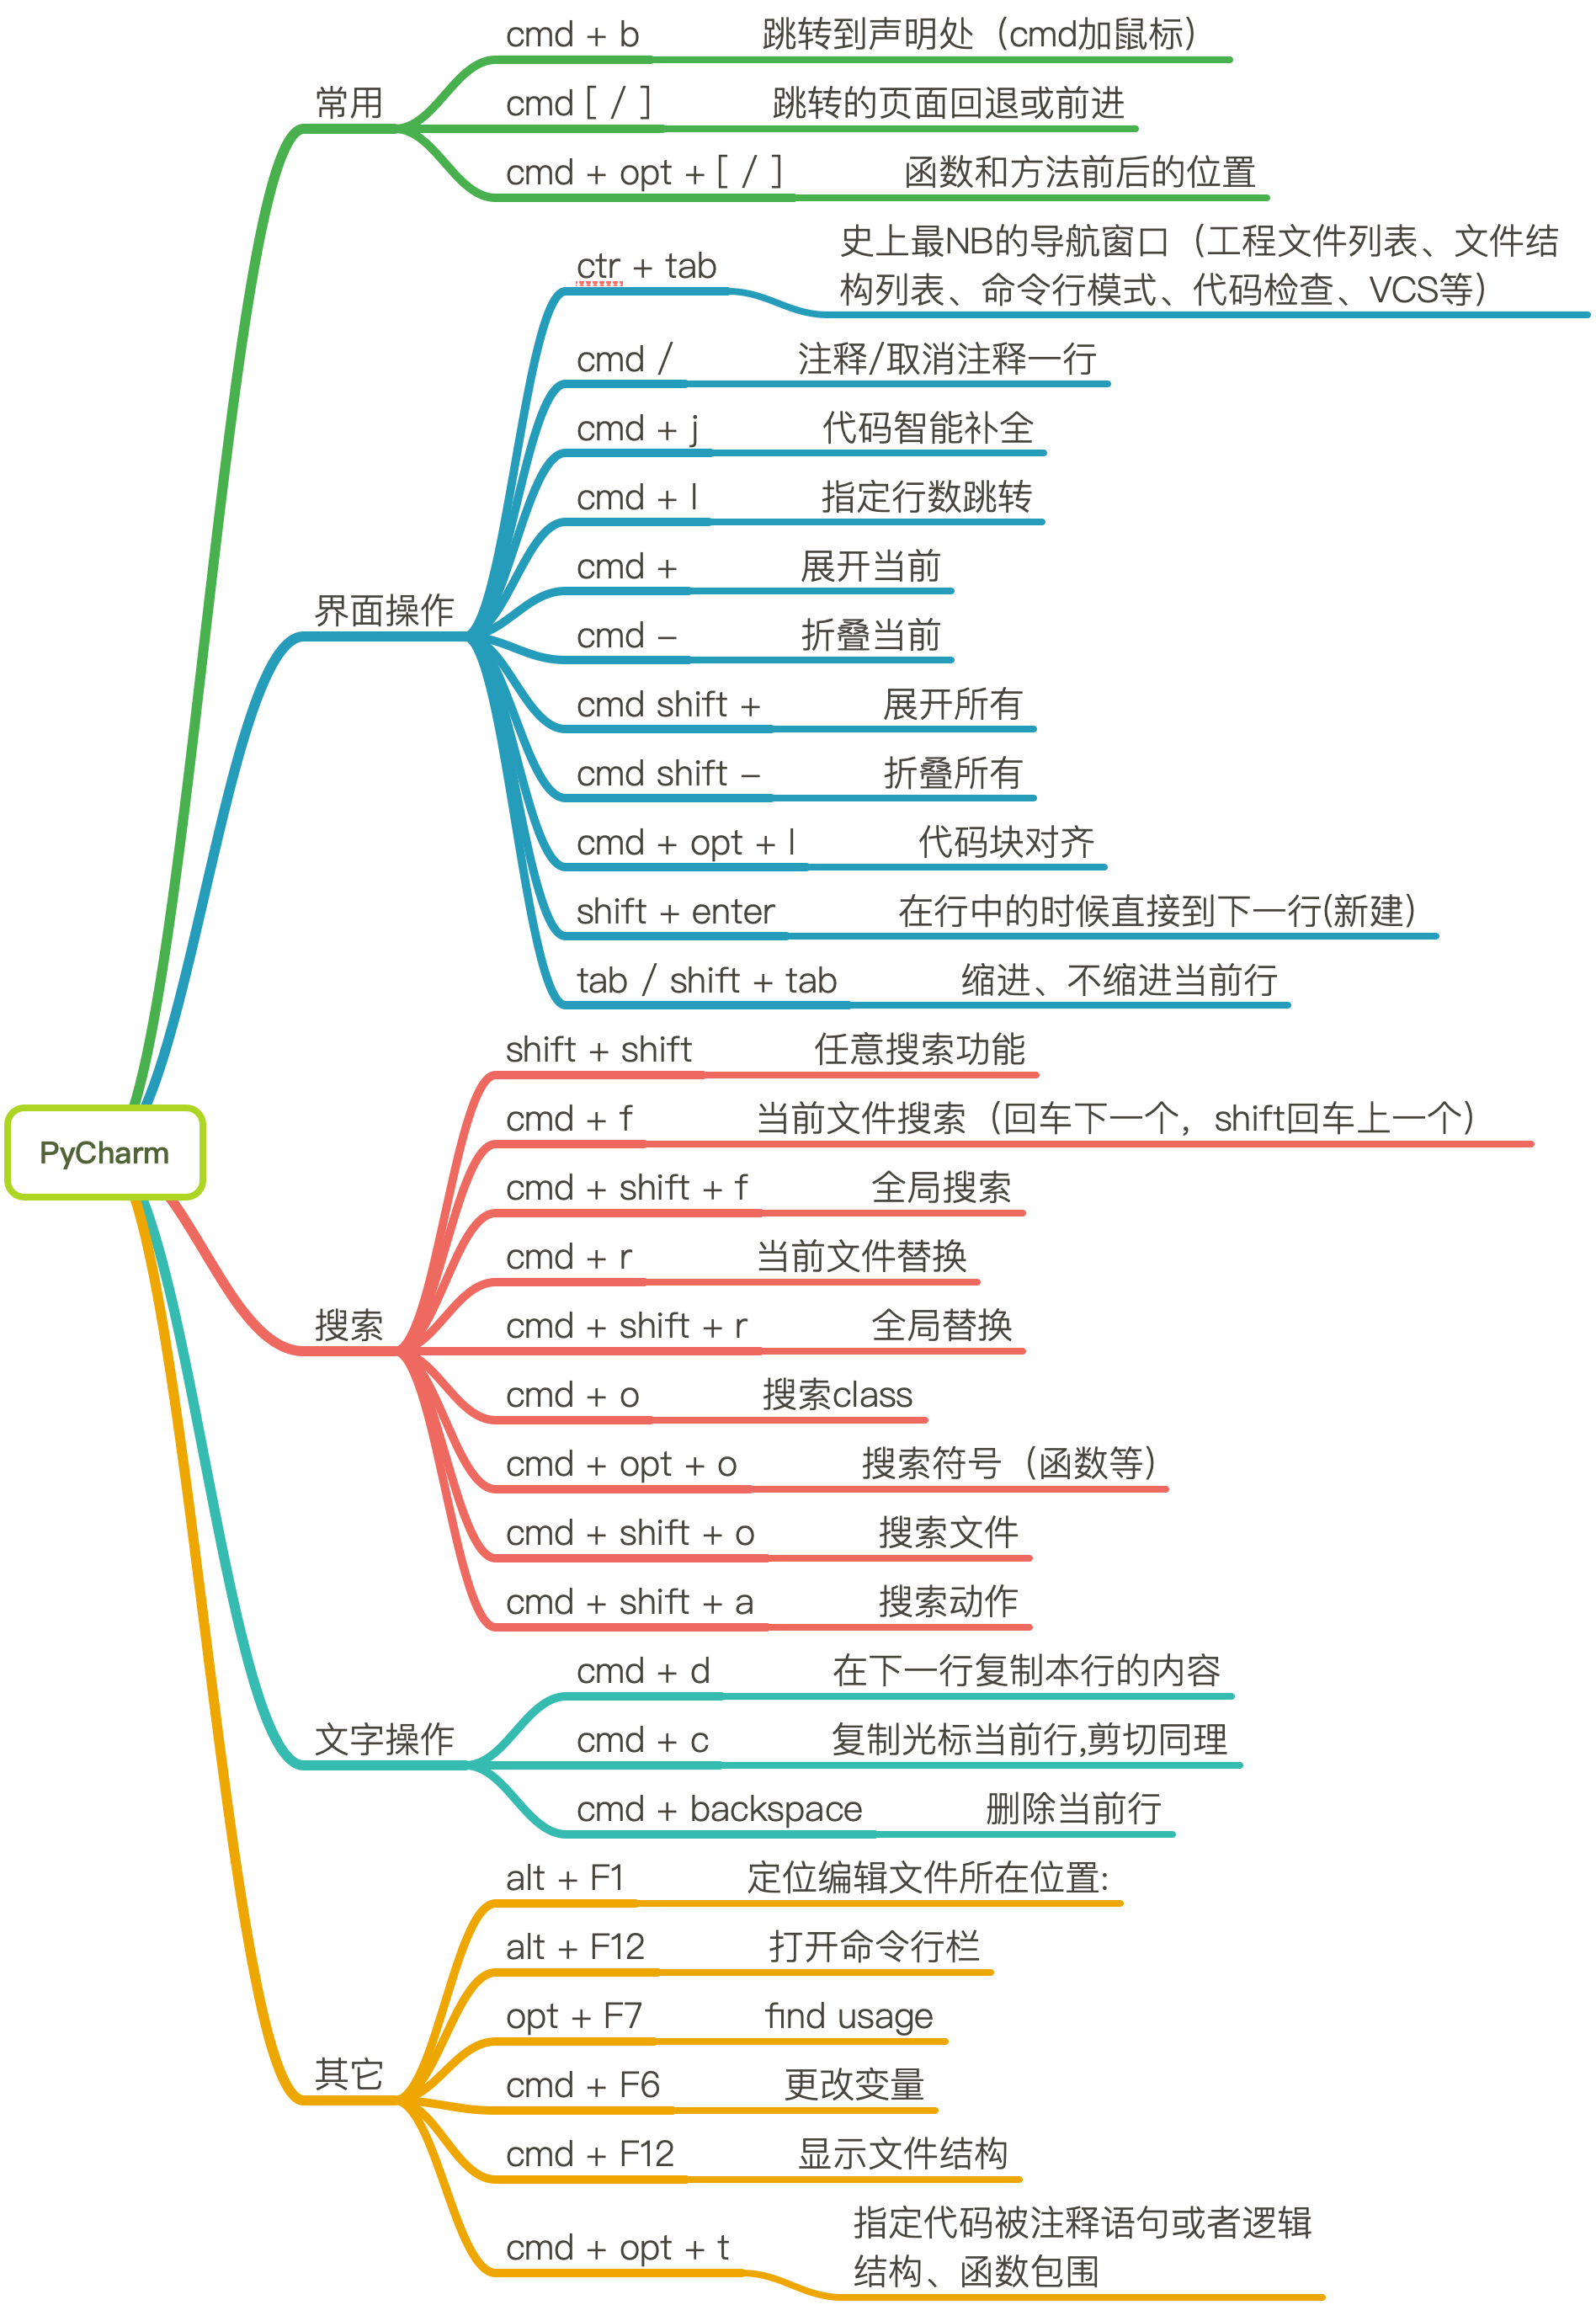 PyCharm
常用
cmd + b
跳转到声明处（cmd加鼠标）
cmd [ / ]
跳转的页面回退或前进
cmd + opt + [ / ]
函数和方法前后的位置
界面操作
ctr + tab
史上最NB的导航窗口（工程文件列表、文件结
构列表、命令行模式、代码检查、VCS等）
cmd /
注释/取消注释一行
cmd + j
代码智能补全
cmd + l
指定行数跳转
cmd +
展开当前
cmd –
折叠当前
cmd shift +
展开所有
cmd shift –
折叠所有
cmd + opt + l
代码块对齐
shift + enter
在行中的时候直接到下一行(新建)
tab / shift + tab
缩进、不缩进当前行
搜索
shift + shift
任意搜索功能
cmd + f
当前文件搜索（回车下一个，shift回车上一个）
cmd + shift + f
全局搜索
cmd + r
当前文件替换
cmd + shift + r
全局替换
cmd + o
搜索class
cmd + opt + o
搜索符号（函数等）
cmd + shift + o
搜索文件
cmd + shift + a
搜索动作
文字操作
cmd + d
在下一行复制本行的内容
cmd + c
复制光标当前行,剪切同理
cmd + backspace
删除当前行
其它
alt + F1
定位编辑文件所在位置:
alt + F12
打开命令行栏
opt + F7
find usage
cmd + F6
更改变量
cmd + F12
显示文件结构
cmd + opt + t
指定代码被注释语句或者逻辑
结构、函数包围